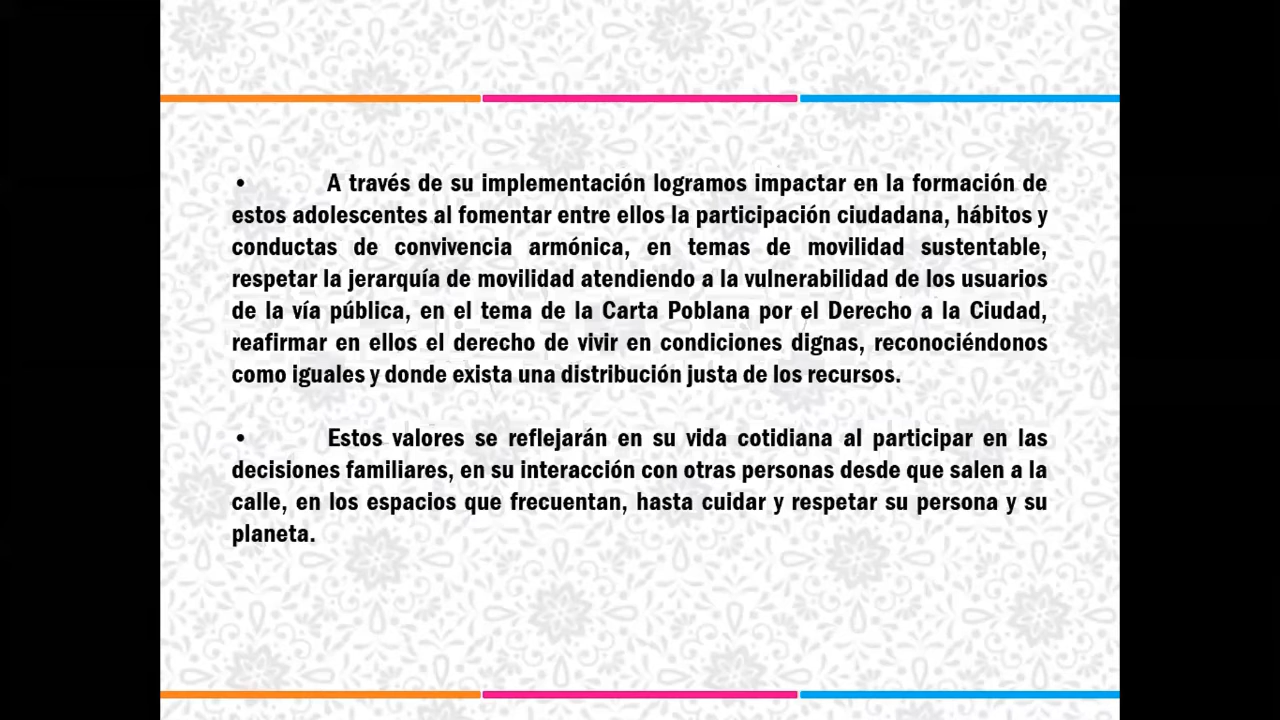 • A través de su implementación logramos impactar en la formación de
estos adolescentes al fomentar entre ellos la participación ciudadana, hábitos y
conductas de convivencia armónica, en temas de movilidad sustentable,
respetar la jerarquía de movilidad atendiendo a la vulnerabilidad de los usuarios
de la vía pública, en el tema de la Carta Poblana por el Derecho a la Ciudad,
reafirmar en ellos el derecho de vivir en condiciones dignas, reconociéndonos
como iguales y donde exista una distribución justa de los recursos.
• Estos valores se reflejarán en su vida cotidiana al participar en las
decisiones familiares, en su interacción con otras personas desde que salen a la
calle, en los espacios que frecuentan, hasta cuidar y respetar su persona y su
planeta.